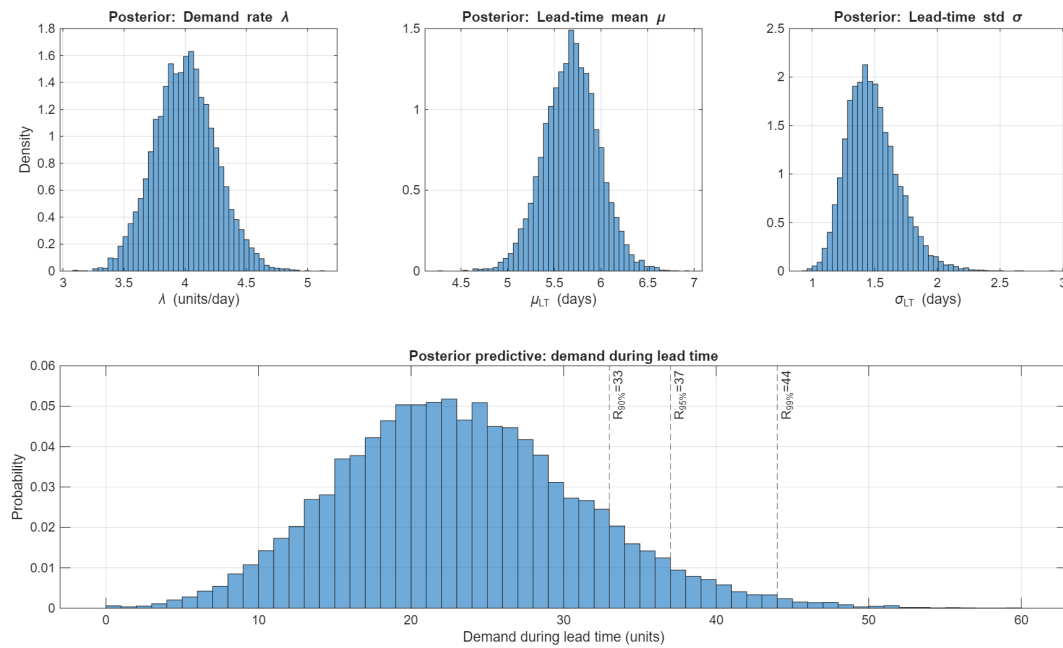 Posterior: Demand rate λ
Density
1.8
1.6
1.4
1.2
1
0.8
0.6
0.4
0.2
0
3 3.5 4 4.5 5
λ (units/day)
Posterior: Lead-time mean μ
1.5
1
0.5
0
4.5 5 5.5 6 6.5 7
μLT (days)
Posterior: Lead-time std σ
2.5
2
1.5
1
0.5
0
1 1.5 2 2.5 3
σLT (days)
Posterior predictive: demand during lead time
Probability
0.06
0.05
0.04
0.03
0.02
0.01
0
R90%=33
R95%=37
R99%=44
0 10 20 30 40 50 60
Demand during lead time (units)